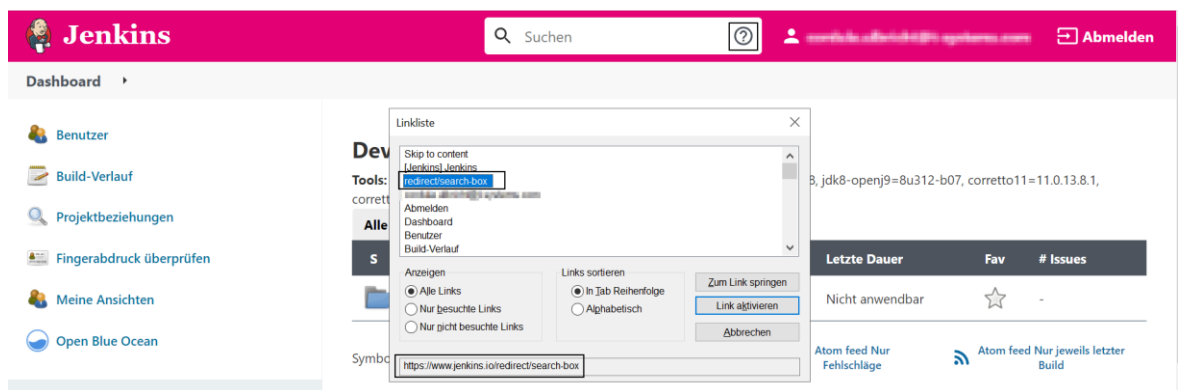 Jenkins
Suchen
Abmelden
Dashboard
Benutzer
Build-Verlauf
Projektbeziehungen
Fingerabdruck überprüfen
Meine Ansichten
Open Blue Ocean
Dev
Tools:
8, jdk8-openj9=8u312-b07, corretto11=11.0.13.8.1,
corrett
Alle
S
Letzte Dauer Fav # Issues
Nicht anwendbar -
Symbo
Atom feed Nur Fehlschläge
Atom feed Nur jeweils letzter Build
Linkliste
Skip to content
[Jenkins] Jenkins
redirect/search-box
Abmelden
Dashboard
Benutzer
Build-Verlauf
Anzeigen
Alle Links
Nur besuchte Links
Nur nicht besuchte Links
Links sortieren
In Tab Reihenfolge
Alphabetisch
Zum Link springen
Link aktivieren
Abbrechen
https://www.jenkins.io/redirect/search-box